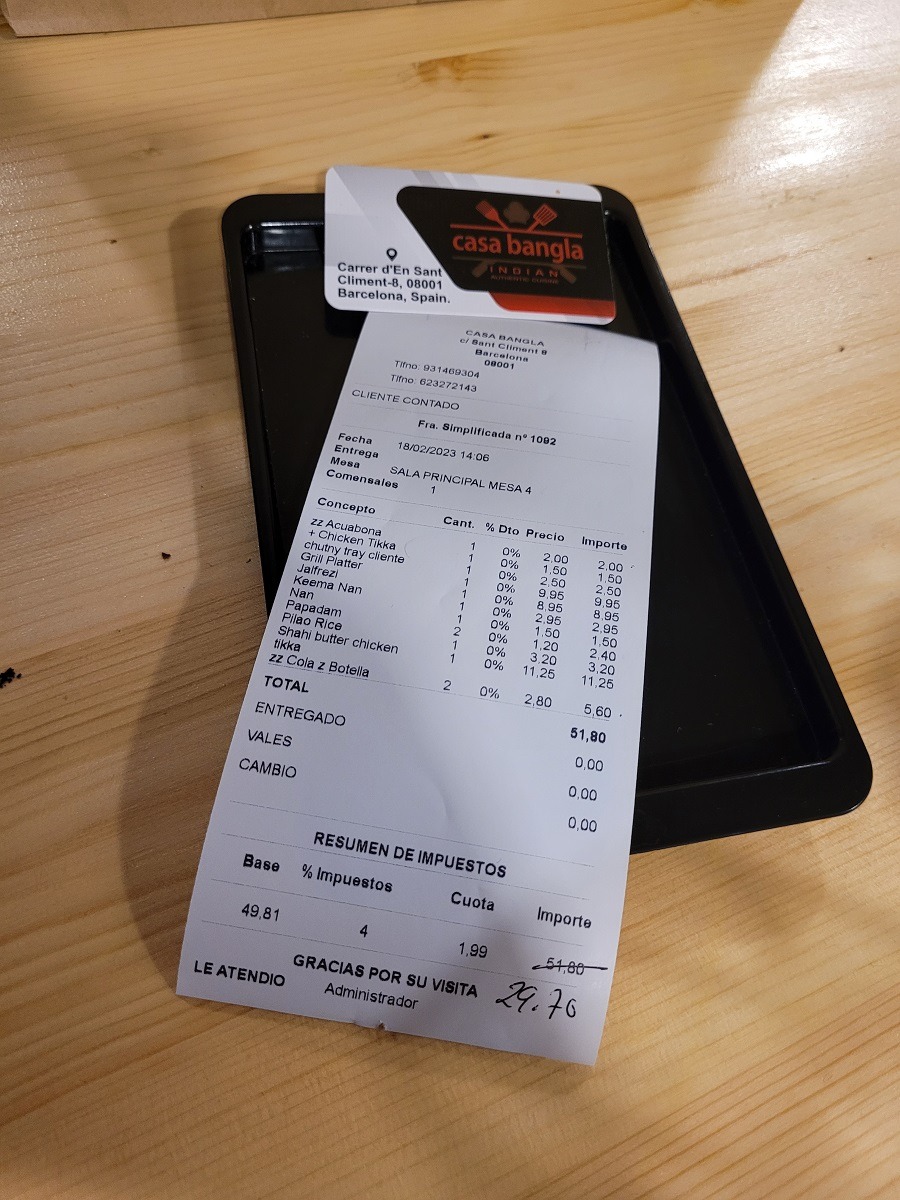 casa bangla
INDIAN
AUTHENTIC CUISINE
Carrer d'En Sant
Climent-8, 08001
Barcelona, Spain.
CASA BANGLA
c/ Sant Climent 8
Barcelona
08001
Tlfno: 931469304
Tlfno: 623272143
CLIENTE CONTADO
Fra. Simplificada nº 1092
Fecha 18/02/2023 14:06
Entrega
Mesa SALA PRINCIPAL MESA 4
Comensales 1
Concepto Cant. % Dto Precio Importe
zz Acuabona 1 0% 2,00 2,00
+ Chicken Tikka 1 0% 1,50 1,50
chutny tray cliente 1 0% 2,50 2,50
Grill Platter 1 0% 9,95 9,95
Jalfrezi 1 0% 8,95 8,95
Keema Nan 1 0% 2,95 2,95
Nan 1 0% 1,50 1,50
Papadam 2 0% 1,20 2,40
Pilao Rice 1 0% 3,20 3,20
Shahi butter chicken 1 0% 11,25 11,25
tikka
zz Cola z Botella 2 0% 2,80 5,60
TOTAL 51,80
ENTREGADO 0,00
VALES 0,00
CAMBIO 0,00
RESUMEN DE IMPUESTOS
Base % Impuestos Cuota Importe
49,81 4 1,99 51,80
GRACIAS POR SU VISITA 29.70
LE ATENDIO Administrador